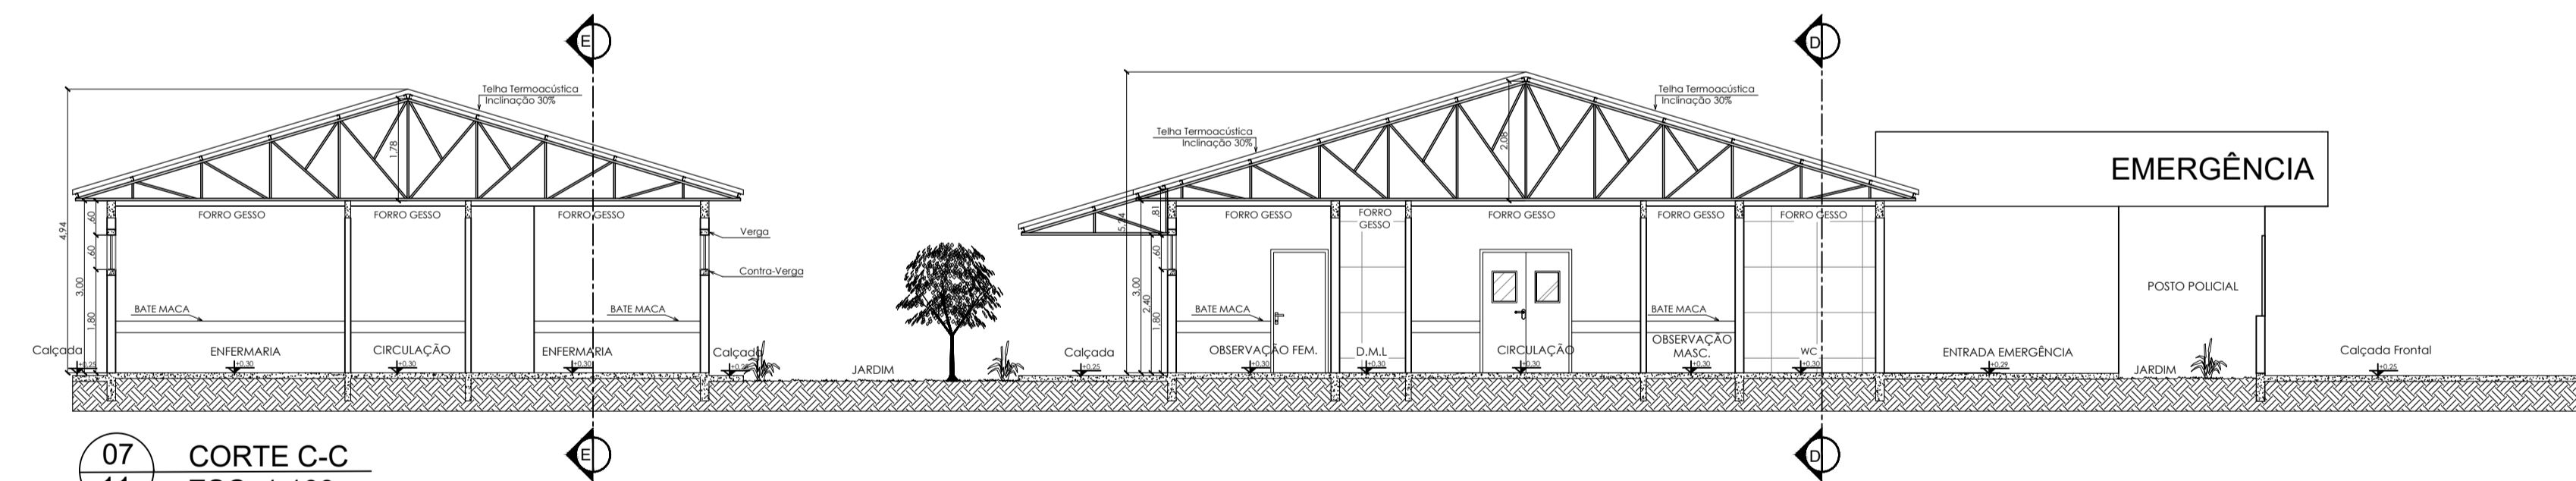 E
D
Telha Termoacústica
Inclinação 30%
Telha Termoacústica
Inclinação 30%
Telha Termoacústica
Inclinação 30%
EMERGÊNCIA
4,94
1,78
5,24
2,08
FORRO GESSO
FORRO GESSO
FORRO GESSO
FORRO GESSO
FORRO
GESSO
FORRO GESSO
FORRO GESSO
FORRO GESSO
,60
,60
3,00
1,80
,81
,60
3,00
2,40
1,80
Verga
Contra-Verga
POSTO POLICIAL
BATE MACA
BATE MACA
BATE MACA
BATE MACA
Calçada
ENFERMARIA
CIRCULAÇÃO
ENFERMARIA
Calçada
JARDIM
Calçada
OBSERVAÇÃO FEM.
D.M.L
CIRCULAÇÃO
OBSERVAÇÃO
MASC.
WC
ENTRADA EMERGÊNCIA
JARDIM
Calçada Frontal
+0.25
+0.30
+0.30
+0.30
+0.25
+0.30
+0.30
+0.30
+0.30
+0.30
+0.29
+0.25
E
D
07
CORTE C-C